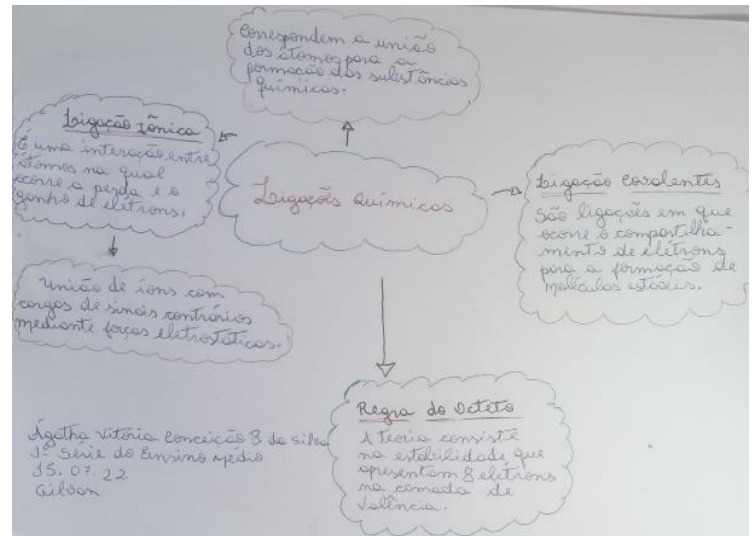 Correspondem a união
dos átomos para a
formação das substâncias
químicas.
Ligação Iônica
É uma interação entre
átomos na qual
ocorre a perda e o
ganho de elétrons.
Ligações Químicas
Ligação covalentes
São ligações em que
ocorre o compartilha-
mento de elétrons
para a formação de
moléculas estáveis.
União de íons com
cargas de sinais contrários
mediante forças eletrostáticas.
Regra do Octeto
A teoria consiste
na estabilidade que
apresentam 8 elétrons
na camada de
valência.
Ágatha Vitória Conceição B da Silva
1ª Série do Ensino Médio
15.07.22
Gilvan